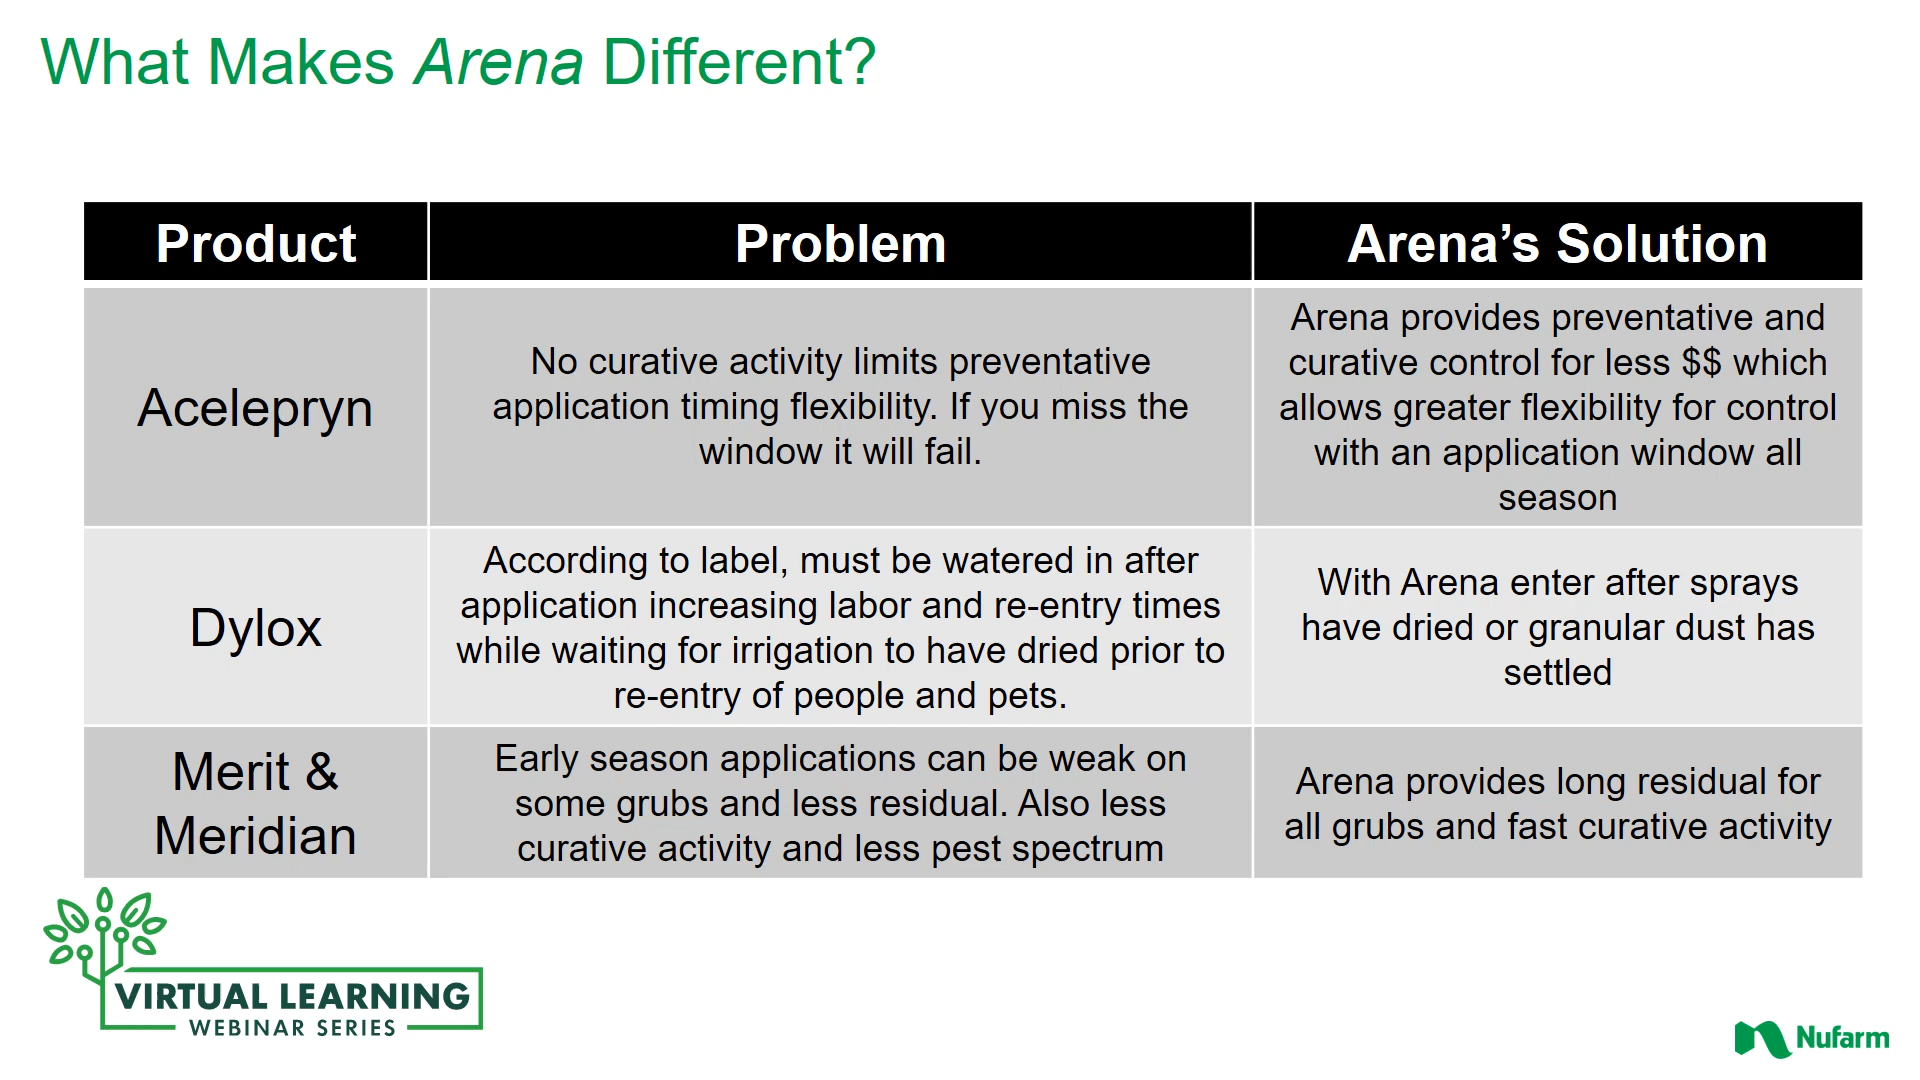 What Makes Arena Different?
Product
Problem
Arena’s Solution
Acelepryn
No curative activity limits preventative
application timing flexibility. If you miss the
window it will fail.
Arena provides preventative and
curative control for less $$ which
allows greater flexibility for control
with an application window all
season
Dylox
According to label, must be watered in after
application increasing labor and re-entry times
while waiting for irrigation to have dried prior to
re-entry of people and pets.
With Arena enter after sprays
have dried or granular dust has
settled
Merit &
Meridian
Early season applications can be weak on
some grubs and less residual. Also less
curative activity and less pest spectrum
Arena provides long residual for
all grubs and fast curative activity
VIRTUAL LEARNING
WEBINAR SERIES
Nufarm